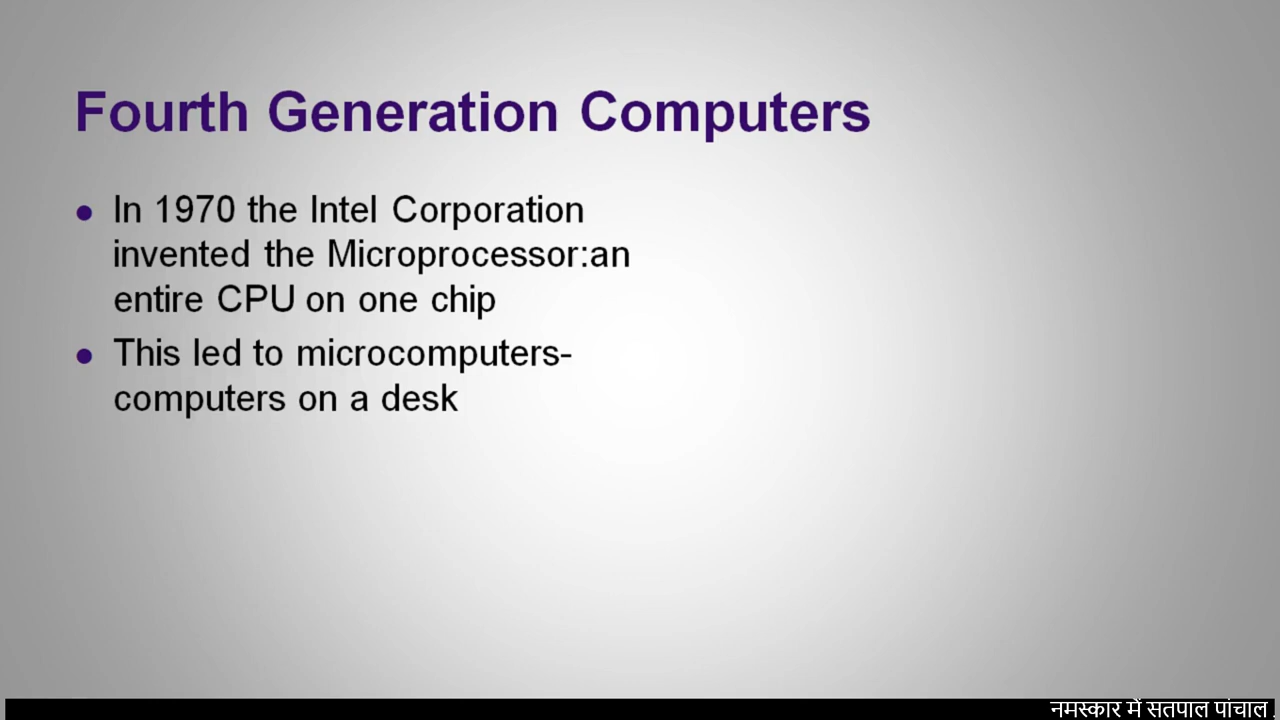 Fourth Generation Computers
● In 1970 the Intel Corporation
invented the Microprocessor:an
entire CPU on one chip
● This led to microcomputers-
computers on a desk
नमस्कार में सतपाल पांचाल